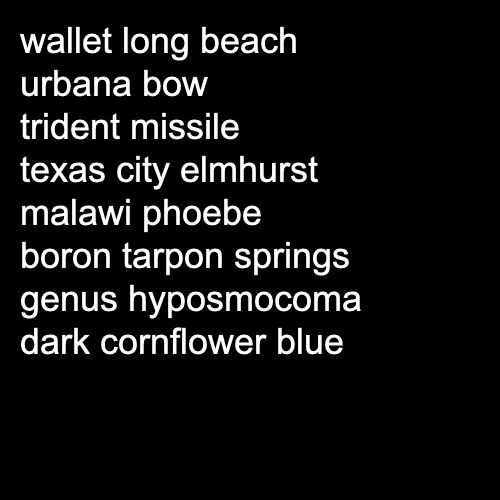 wallet long beach
urbana bow
trident missile
texas city elmhurst
malawi phoebe
boron tarpon springs
genus hyposmocoma
dark cornflower blue